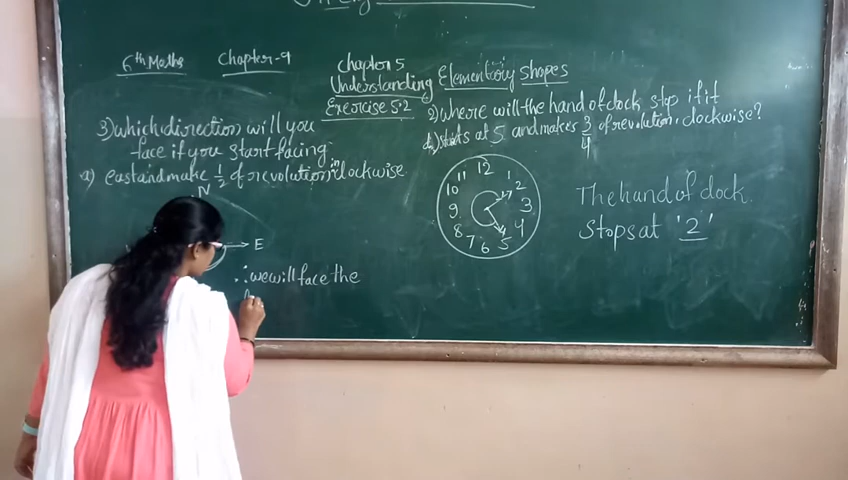 6th Maths
Chapter-9
Chapter 5
Understanding Elementary Shapes
Exercise 5.2
3) which direction will you
face if you start facing
a) east and make 1/2 of revolution in clockwise
N
E
∴ we will face the
2) where will the hand of clock stop if it
starts at 5 and makes 3/4 of revolution, clockwise?
12
11
1
10
2
9
3
8
4
7
6
5
The hand of clock
stops at '2'